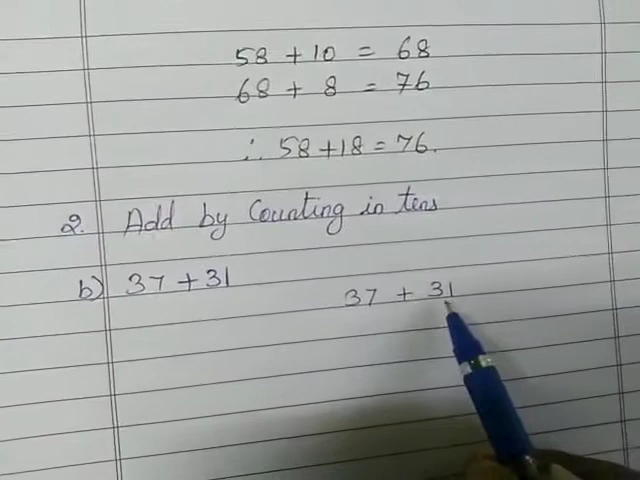 58 + 10 = 68
68 + 8 = 76
∴ 58 + 18 = 76.
2. Add by Counting in tens
b) 37 + 31
37 + 31